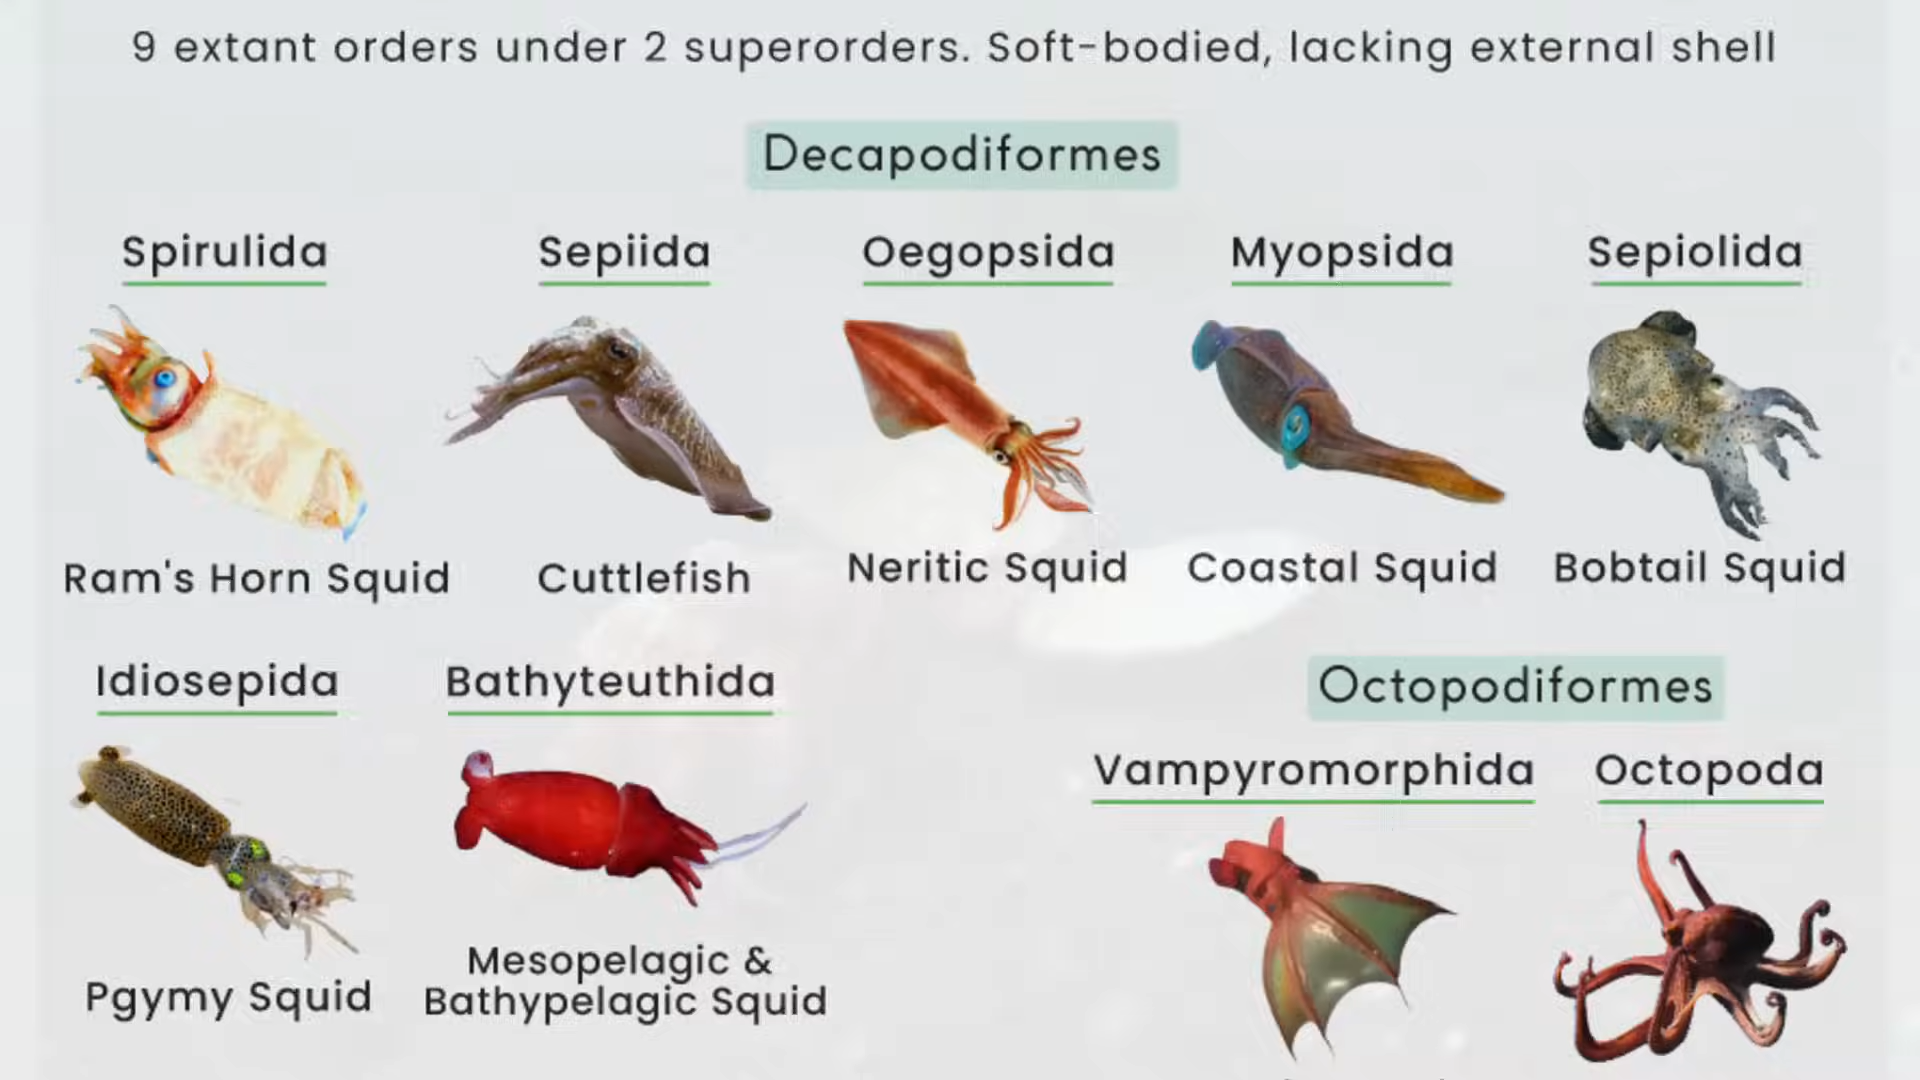 9 extant orders under 2 superorders. Soft-bodied, lacking external shell
Decapodiformes
Spirulida
Sepiida
Oegopsida
Myopsida
Sepiolida
Ram's Horn Squid
Cuttlefish
Neritic Squid
Coastal Squid
Bobtail Squid
Idiosepida
Bathyteuthida
Pgymy Squid
Mesopelagic &
Bathypelagic Squid
Octopodiformes
Vampyromorphida
Octopoda